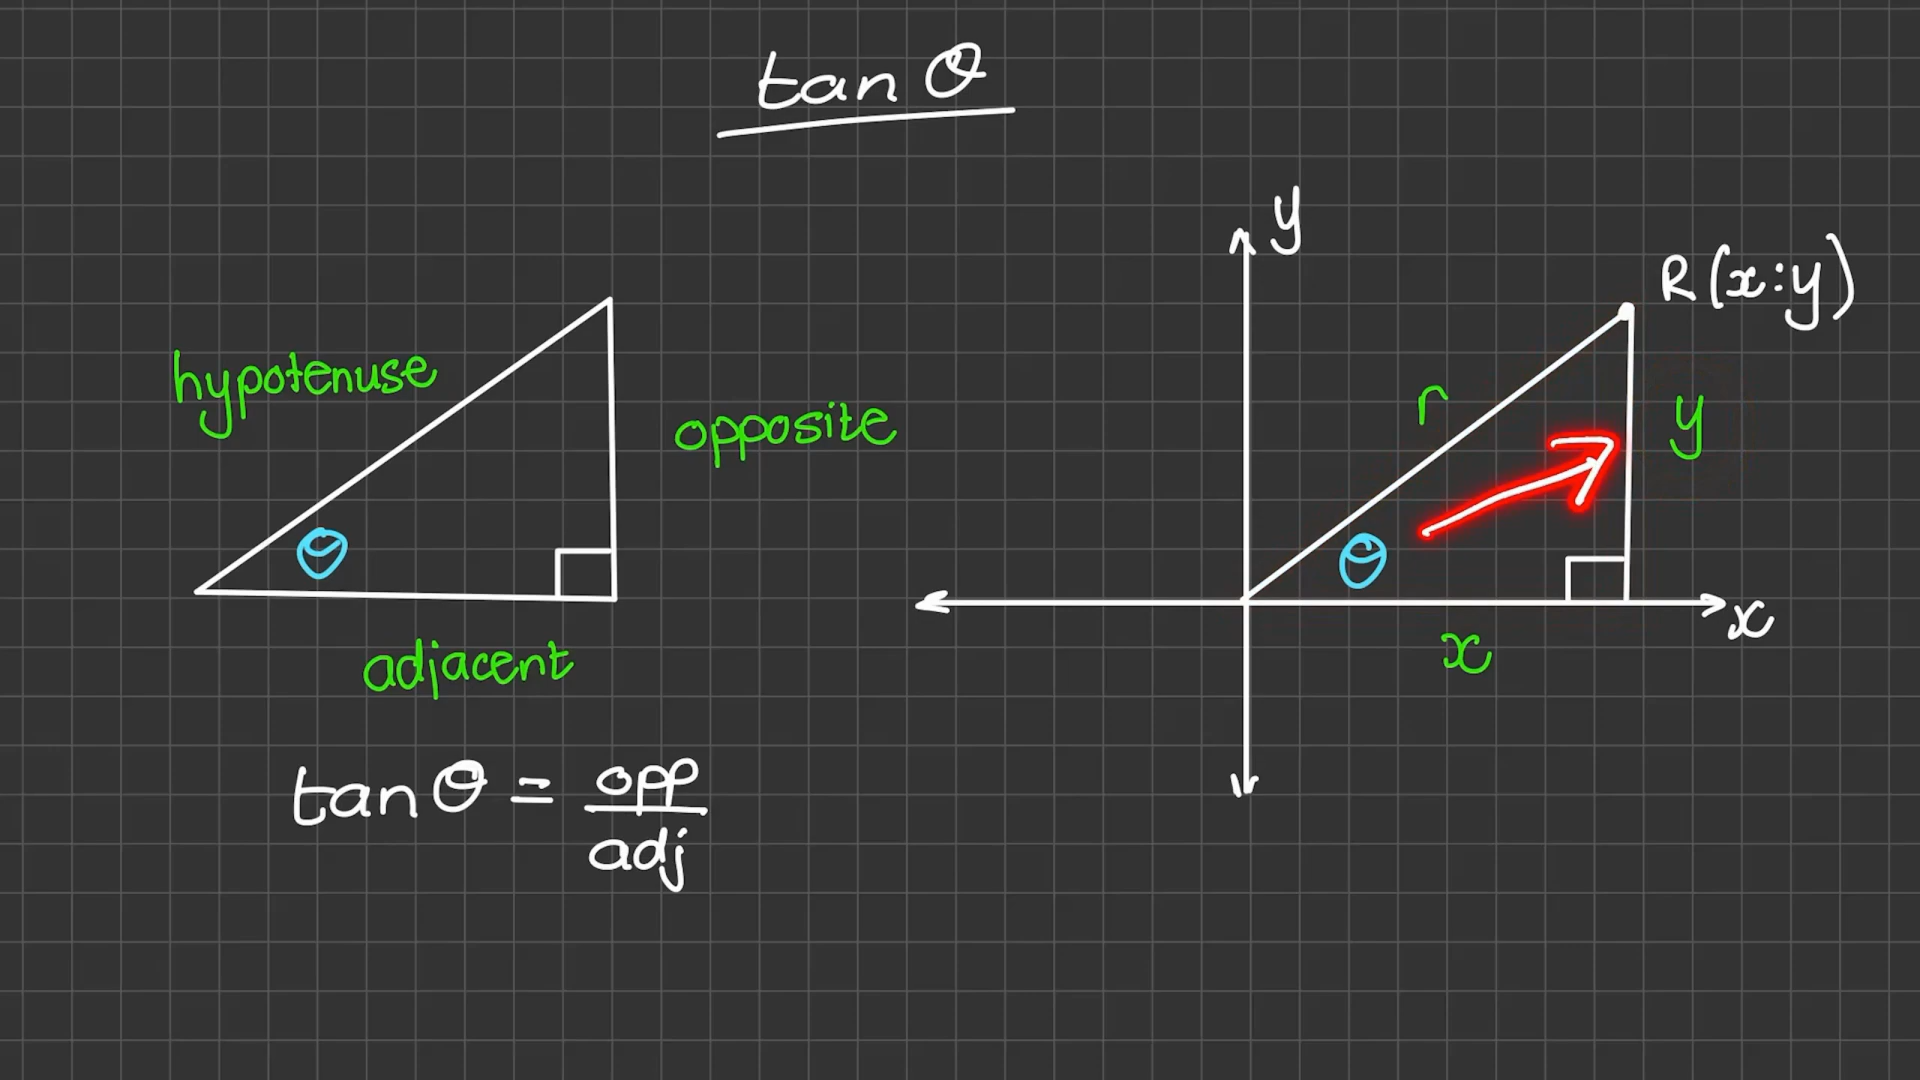 tan θ
y
R(x:y)
hypotenuse
r
y
opposite
θ
θ
x
x
adjacent
tan θ = opp/adj